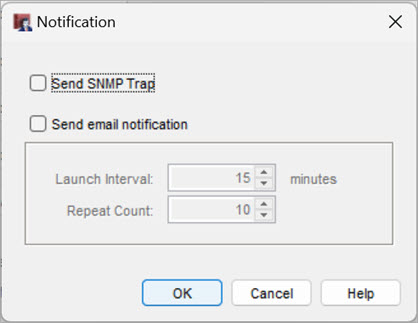 Notification
Send SNMP Trap
Send email notification
Launch Interval: 15 minutes
Repeat Count: 10
OK Cancel Help